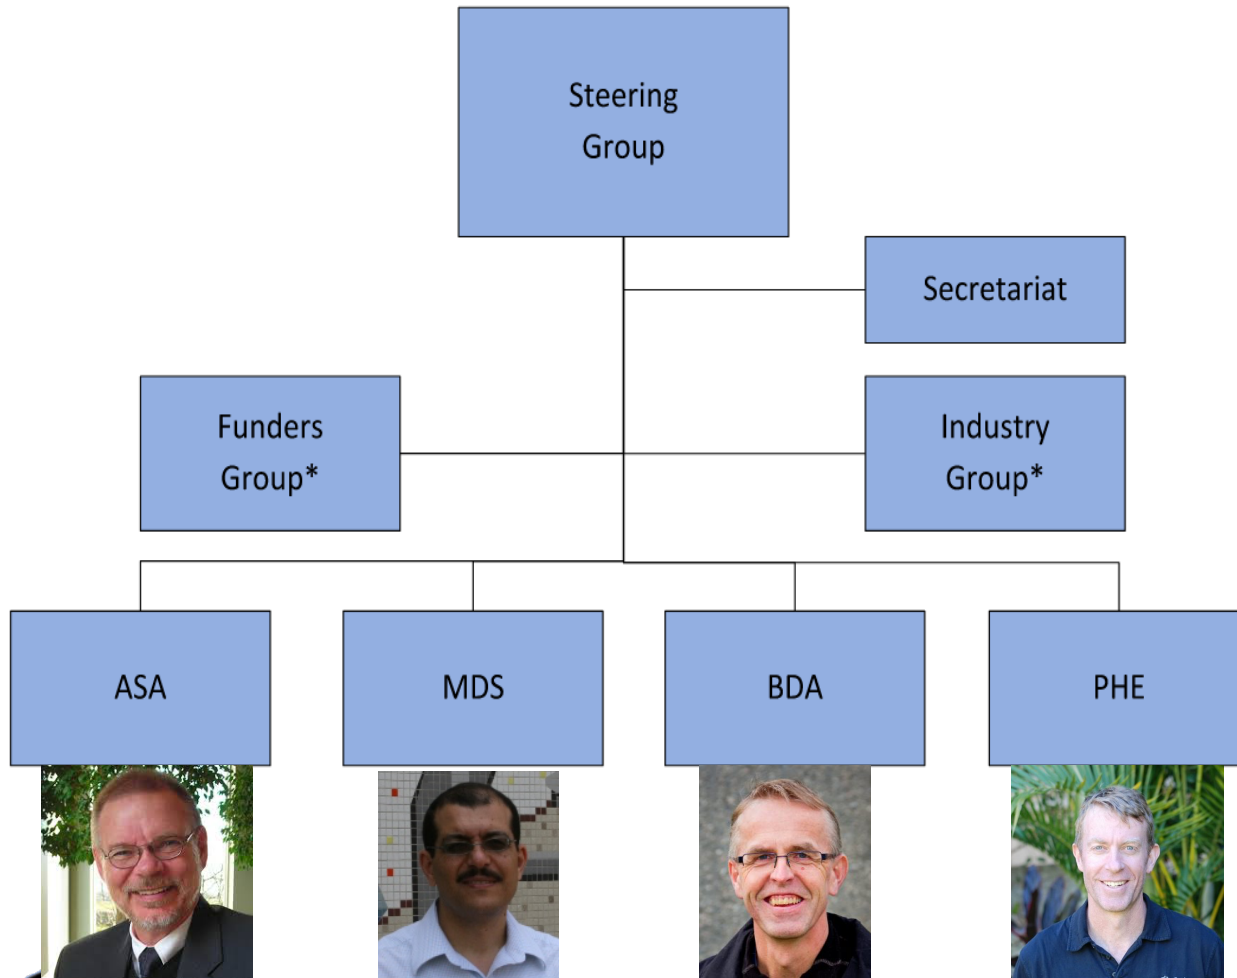 Steering
Group
Secretariat
Funders
Group*
Industry
Group*
ASA
MDS
BDA
PHE